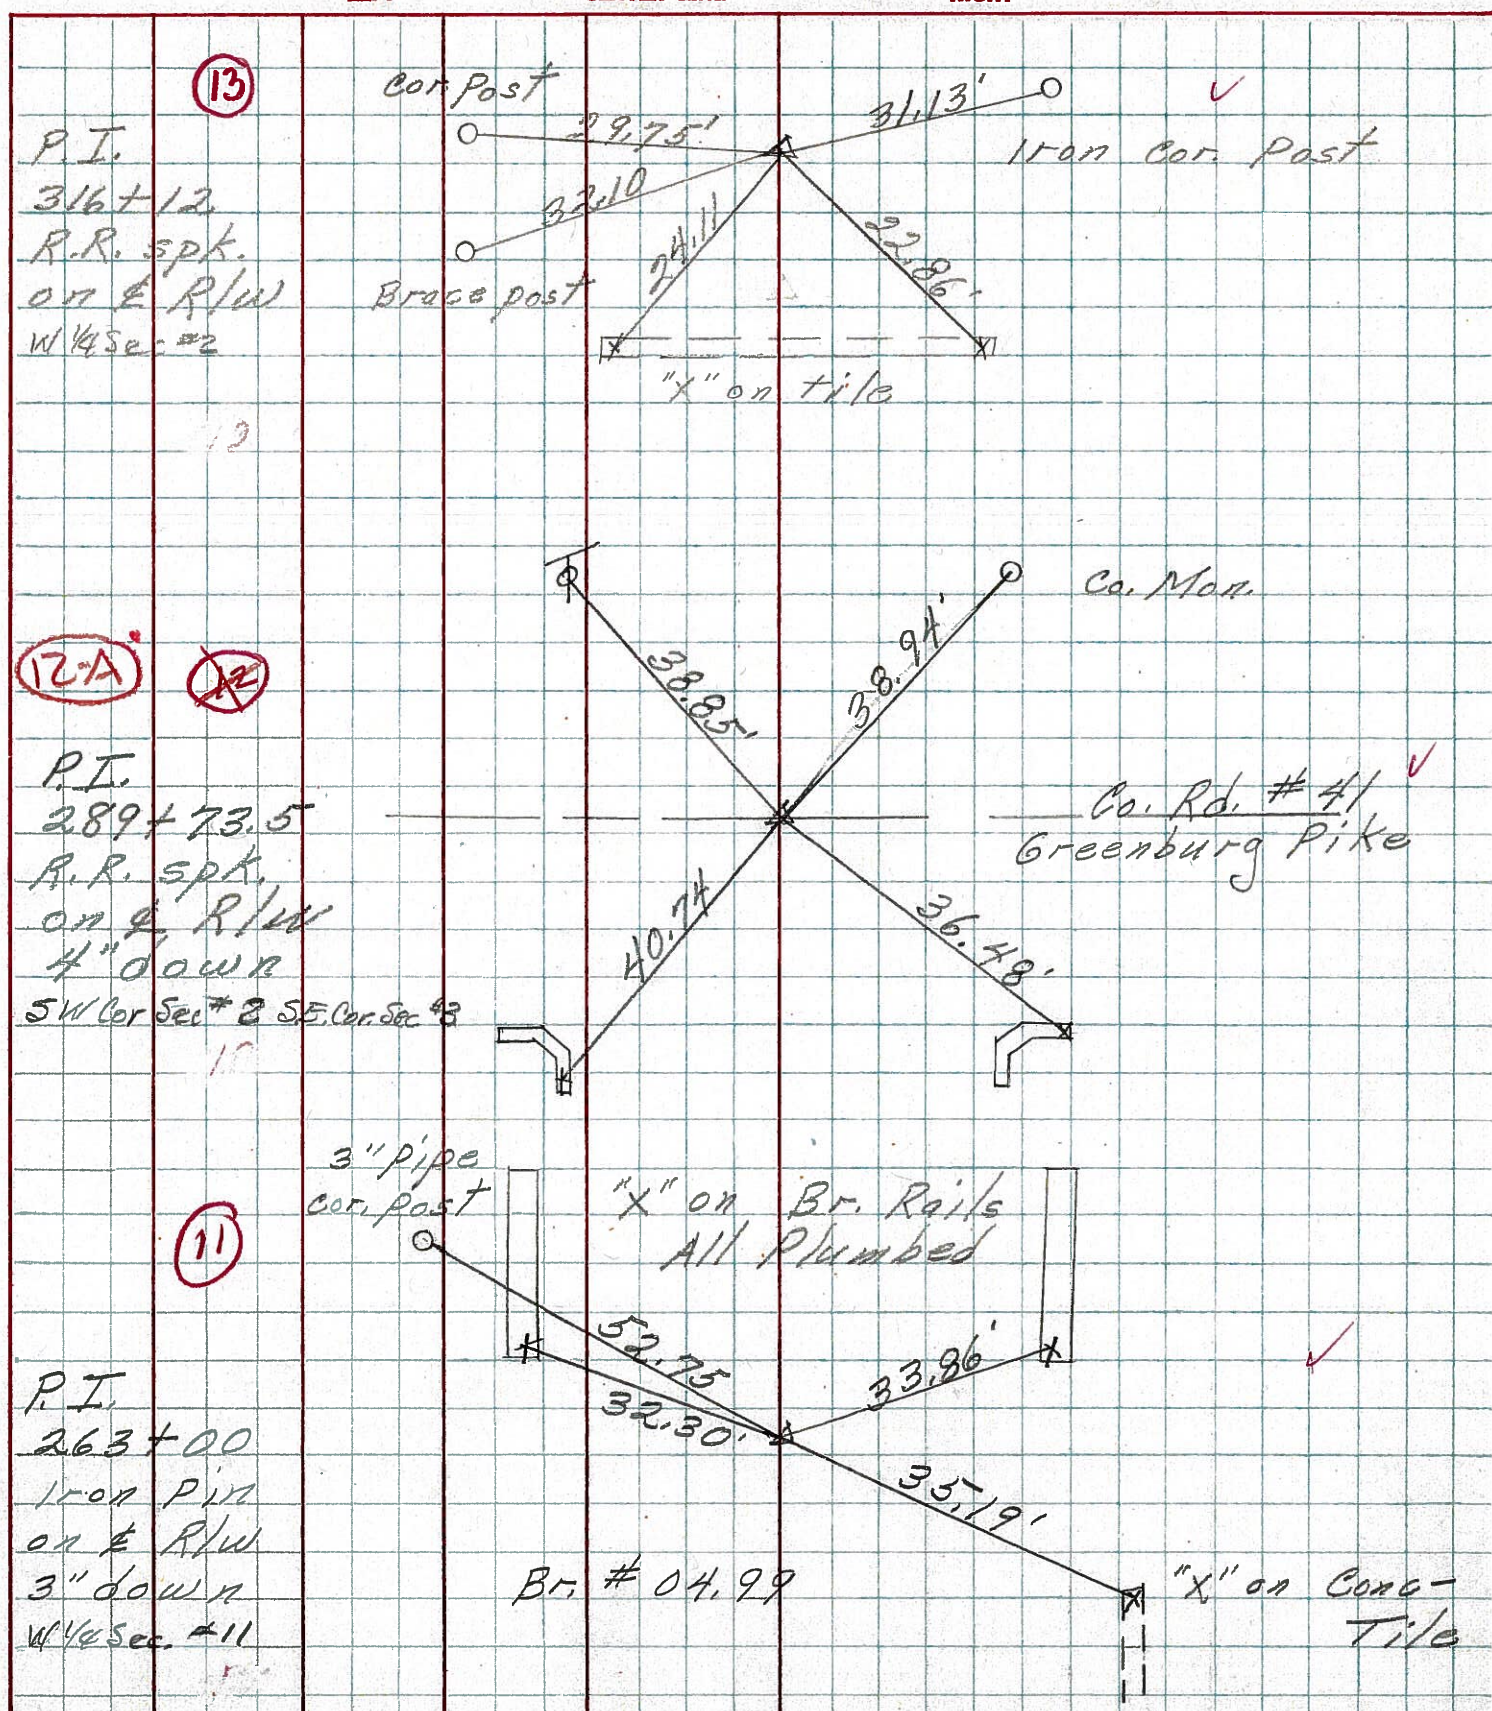 13
P.I.
316+12
R.R. spk.
on ℄ R/W
W 1/4 Sec #2
Cor. Post
29.75'
31.13'
Iron Cor. Post
32.10
Brace post
24.11
22.86'
"X" on tile
12-A
P.I.
289+73.5
R.R. spk.
on ℄ R/W
4" down
SW Cor Sec #2 S.E. Cor. Sec #3
38.85'
38.94'
Co. Mon.
Co. Rd. #41
Greenburg Pike
40.74
36.48'
11
P.I.
263+00
Iron Pin
on ℄ R/W
3" down
W 1/4 Sec. #11
3" Pipe
cor. post
"X" on Br. Rails
All Plumbed
52.75
32.30'
33.86'
35.19'
Br. # 04.99
"X" on Conc-
Tile